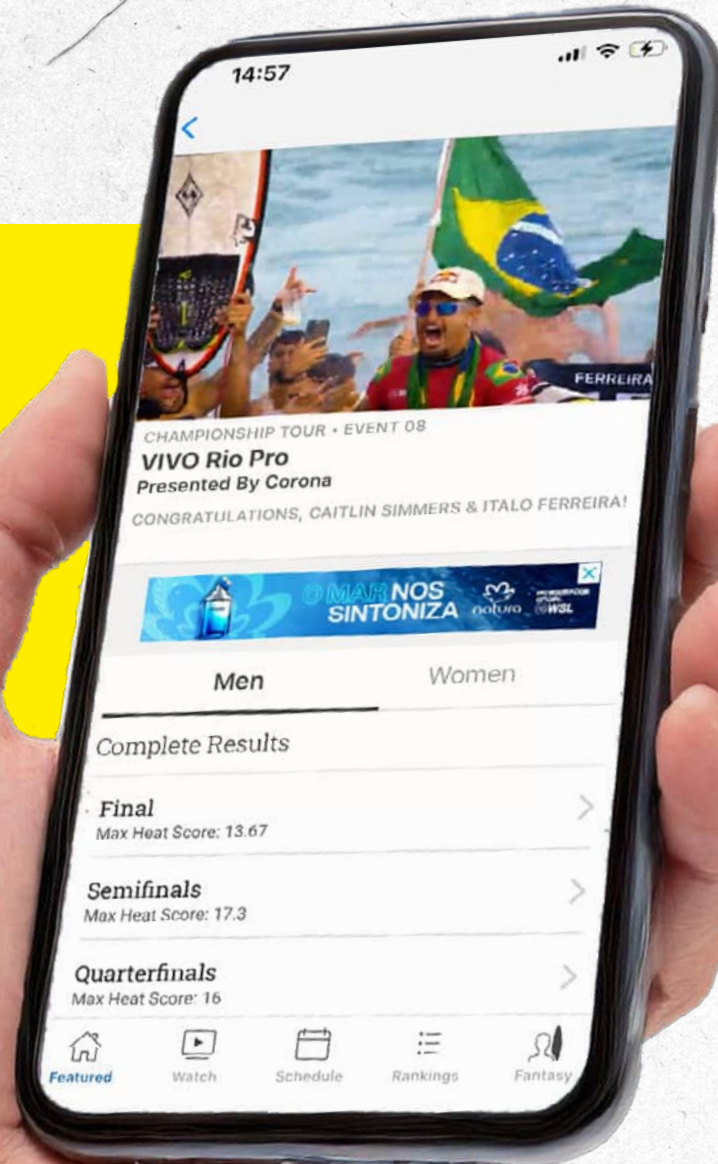 14:57
FERREIRA
CHAMPIONSHIP TOUR • EVENT 08
VIVO Rio Pro
Presented By Corona
CONGRATULATIONS, CAITLIN SIMMERS & ITALO FERREIRA!
O MAR NOS
SINTONIZA
natura
WSL
Men
Women
Complete Results
Final
Max Heat Score: 13.67
Semifinals
Max Heat Score: 17.3
Quarterfinals
Max Heat Score: 16
Featured
Watch
Schedule
Rankings
Fantasy